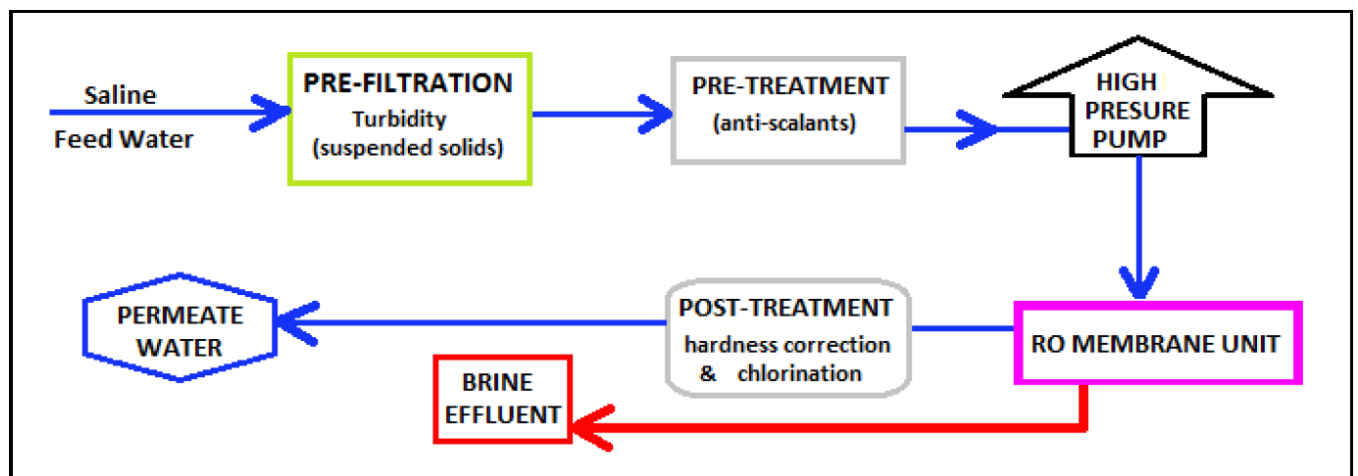 Saline
Feed Water
PRE-FILTRATION
Turbidity
(suspended solids)
PRE-TREATMENT
(anti-scalants)
HIGH
PRESURE
PUMP
RO MEMBRANE UNIT
POST-TREATMENT
hardness correction
& chlorination
PERMEATE
WATER
BRINE
EFFLUENT